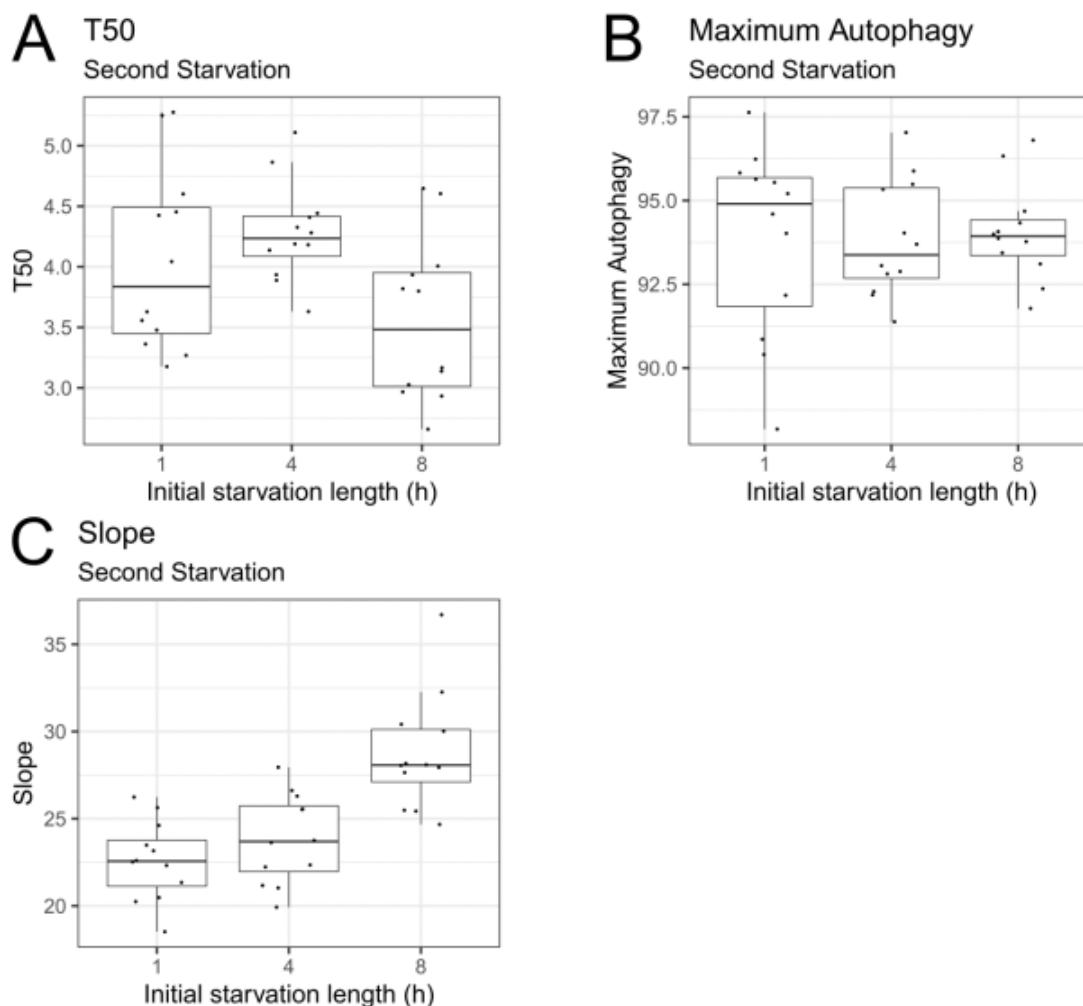 A T50
Second Starvation
T50
5.0
4.5
4.0
3.5
3.0
1 4 8
Initial starvation length (h)
B Maximum Autophagy
Second Starvation
Maximum Autophagy
97.5
95.0
92.5
90.0
1 4 8
Initial starvation length (h)
C Slope
Second Starvation
Slope
35
30
25
20
1 4 8
Initial starvation length (h)